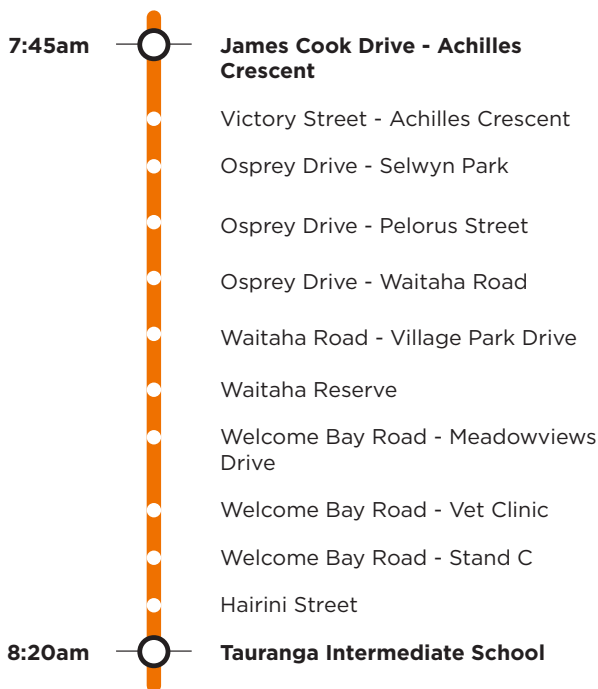 7:45am James Cook Drive - Achilles
Crescent
Victory Street - Achilles Crescent
Osprey Drive - Selwyn Park
Osprey Drive - Pelorus Street
Osprey Drive - Waitaha Road
Waitaha Road - Village Park Drive
Waitaha Reserve
Welcome Bay Road - Meadowviews
Drive
Welcome Bay Road - Vet Clinic
Welcome Bay Road - Stand C
Hairini Street
8:20am Tauranga Intermediate School